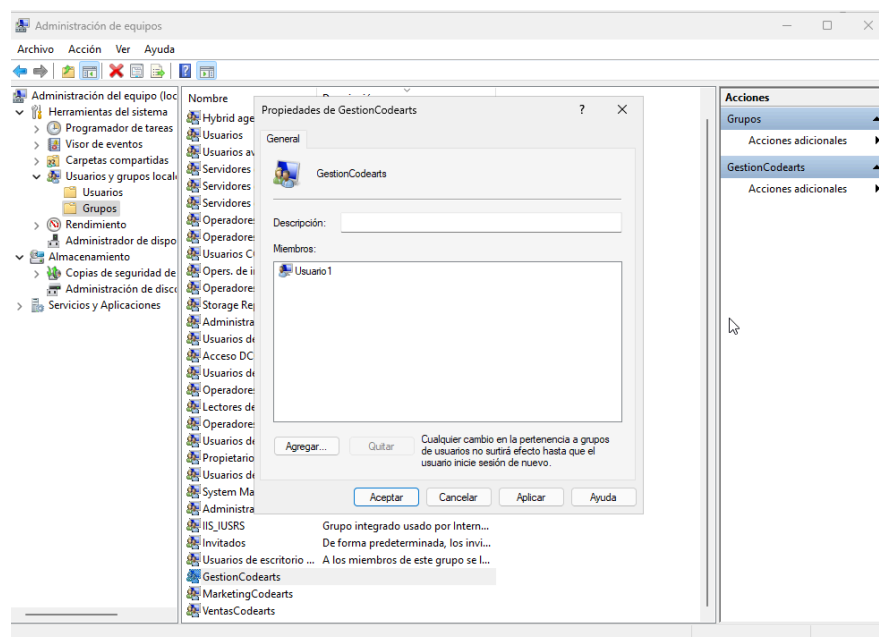 Administración de equipos
Archivo Acción Ver Ayuda
Administración del equipo (loc
Herramientas del sistema
Programador de tareas
Visor de eventos
Carpetas compartidas
Usuarios y grupos locale
Usuarios
Grupos
Rendimiento
Administrador de dispo
Almacenamiento
Copias de seguridad de
Administración de disco
Servicios y Aplicaciones
Nombre
Hybrid age
Usuarios
Usuarios av
Servidores
Servidores
Servidores
Operadores
Operadores
Usuarios C
Opers. de i
Operadores
Storage Re
Administra
Usuarios de
Acceso DC
Usuarios de
Operadores
Lectores de
Operadores
Usuarios de
Propietario
Usuarios de
System Ma
Administra
IIS_IUSRS Grupo integrado usado por Intern...
Invitados De forma predeterminada, los invi...
Usuarios de escritorio ... A los miembros de este grupo se l...
GestionCodearts
MarketingCodearts
VentasCodearts
Propiedades de GestionCodearts ?
General
GestionCodearts
Descripción:
Miembros:
Usuario1
Agregar... Quitar
Cualquier cambio en la pertenencia a grupos
de usuarios no surtirá efecto hasta que el
usuario inicie sesión de nuevo.
Aceptar Cancelar Aplicar Ayuda
Acciones
Grupos
Acciones adicionales
GestionCodearts
Acciones adicionales